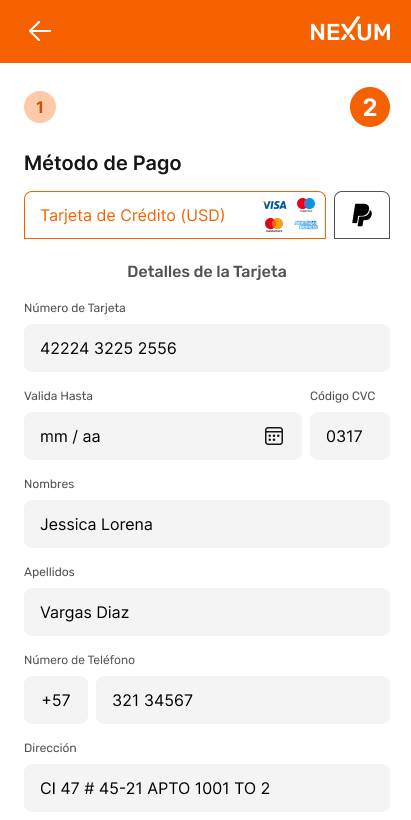 NEXUM
1
2
Método de Pago
Tarjeta de Crédito (USD)
VISA
Detalles de la Tarjeta
Número de Tarjeta
42224 3225 2556
Valida Hasta
Código CVC
mm / aa
0317
Nombres
Jessica Lorena
Apellidos
Vargas Diaz
Número de Teléfono
+57
321 34567
Dirección
CI 47 # 45-21 APTO 1001 TO 2